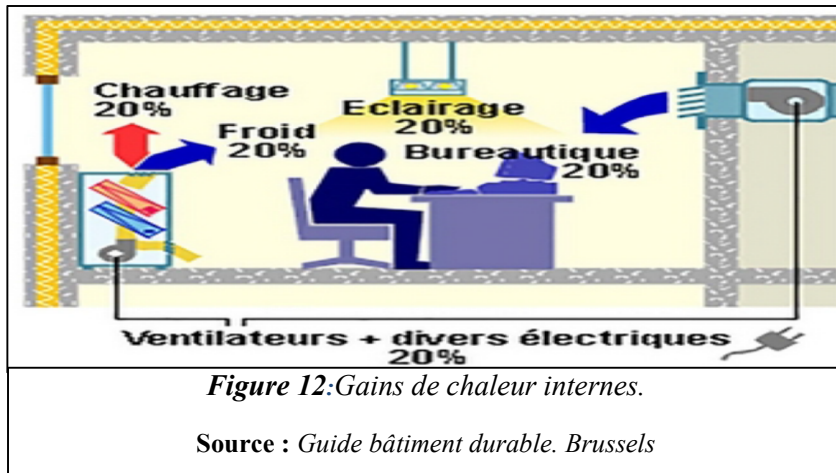 Chauffage
20%
Froid
20%
Eclairage
20%
Bureautique
20%
Ventilateurs + divers électriques
20%
Figure 12:Gains de chaleur internes.
Source : Guide bâtiment durable. Brussels